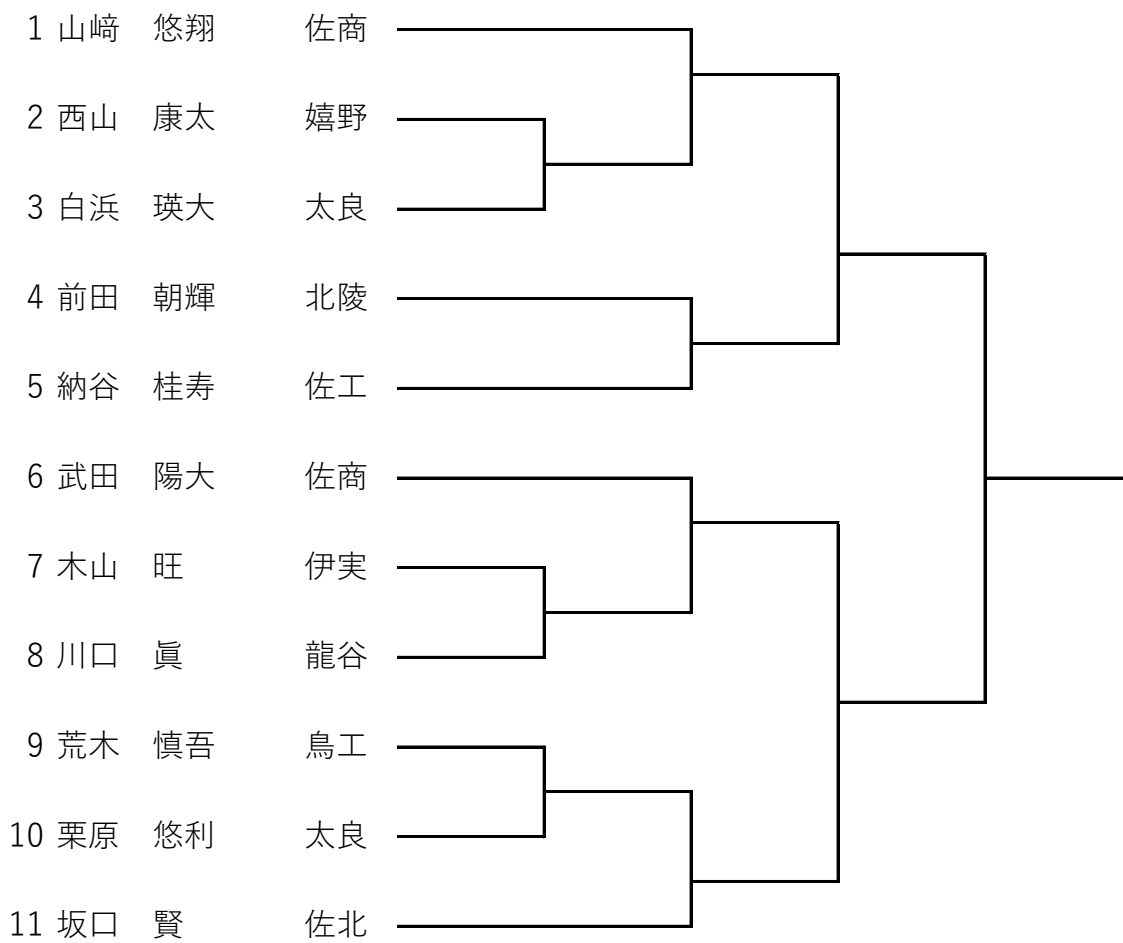 1 山﨑 悠翔 佐商
2 西山 康太 嬉野
3 白浜 瑛大 太良
4 前田 朝輝 北陵
5 納谷 桂寿 佐工
6 武田 陽大 佐商
7 木山 旺 伊実
8 川口 眞 龍谷
9 荒木 慎吾 鳥工
10 栗原 悠利 太良
11 坂口 賢 佐北